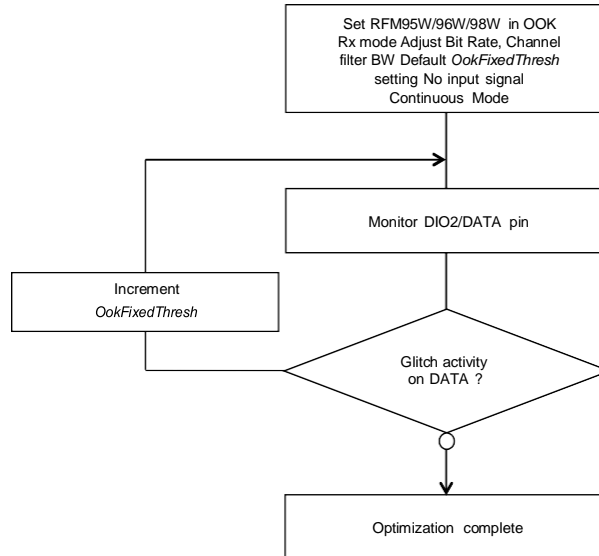 Set RFM95W/96W/98W in OOK
Rx mode Adjust Bit Rate, Channel
filter BW Default OokFixedThresh
setting No input signal
Continuous Mode
Monitor DIO2/DATA pin
Increment
OokFixedThresh
Glitch activity
on DATA ?
Optimization complete